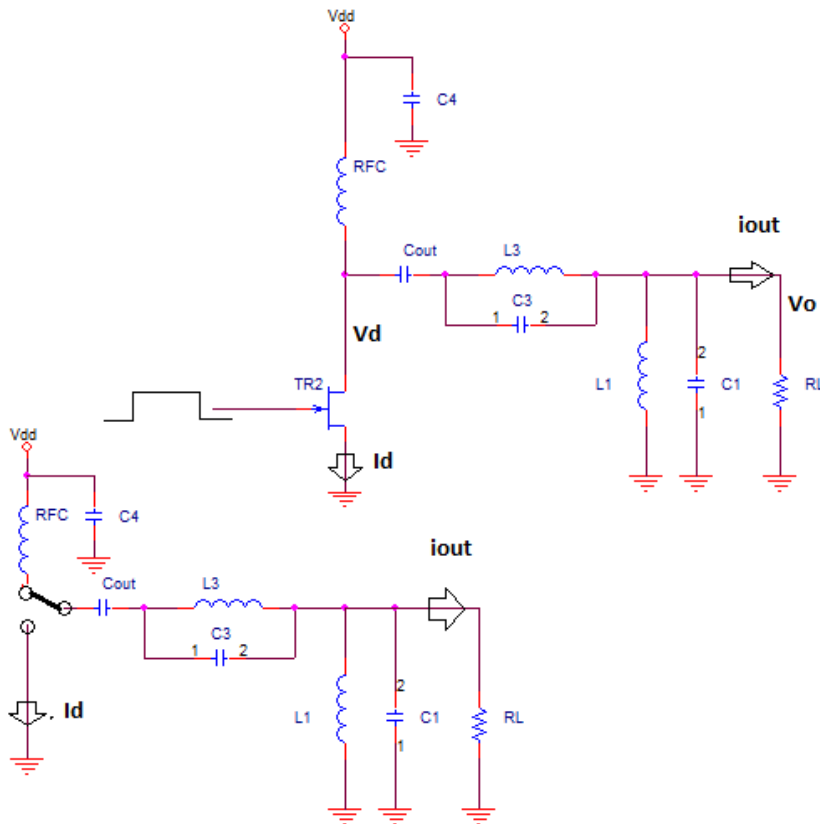 Vdd
C4
RFC
iout
Cout
L3
C3
1 2
Vo
Vd
2
TR2
L1
C1
RL
1
Vdd
Id
RFC
C4
iout
Cout
L3
C3
1 2
2
. Id
L1
C1
RL
1